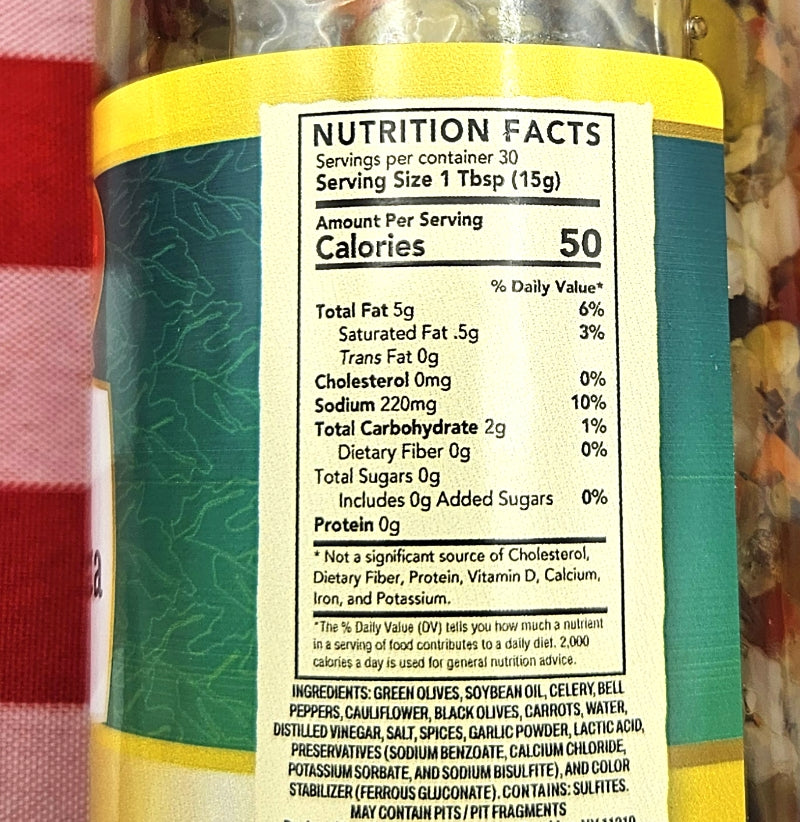 NUTRITION FACTS
Servings per container 30
Serving Size 1 Tbsp (15g)
Amount Per Serving
Calories 50
% Daily Value*
Total Fat 5g 6%
Saturated Fat .5g 3%
Trans Fat 0g
Cholesterol 0mg 0%
Sodium 220mg 10%
Total Carbohydrate 2g 1%
Dietary Fiber 0g 0%
Total Sugars 0g
Includes 0g Added Sugars 0%
Protein 0g
* Not a significant source of Cholesterol,
Dietary Fiber, Protein, Vitamin D, Calcium,
Iron, and Potassium.
*The % Daily Value (DV) tells you how much a nutrient
in a serving of food contributes to a daily diet. 2,000
calories a day is used for general nutrition advice.
INGREDIENTS: GREEN OLIVES, SOYBEAN OIL, CELERY, BELL
PEPPERS, CAULIFLOWER, BLACK OLIVES, CARROTS, WATER,
DISTILLED VINEGAR, SALT, SPICES, GARLIC POWDER, LACTIC ACID,
PRESERVATIVES (SODIUM BENZOATE, CALCIUM CHLORIDE,
POTASSIUM SORBATE, AND SODIUM BISULFITE), AND COLOR
STABILIZER (FERROUS GLUCONATE). CONTAINS: SULFITES.
MAY CONTAIN PITS / PIT FRAGMENTS